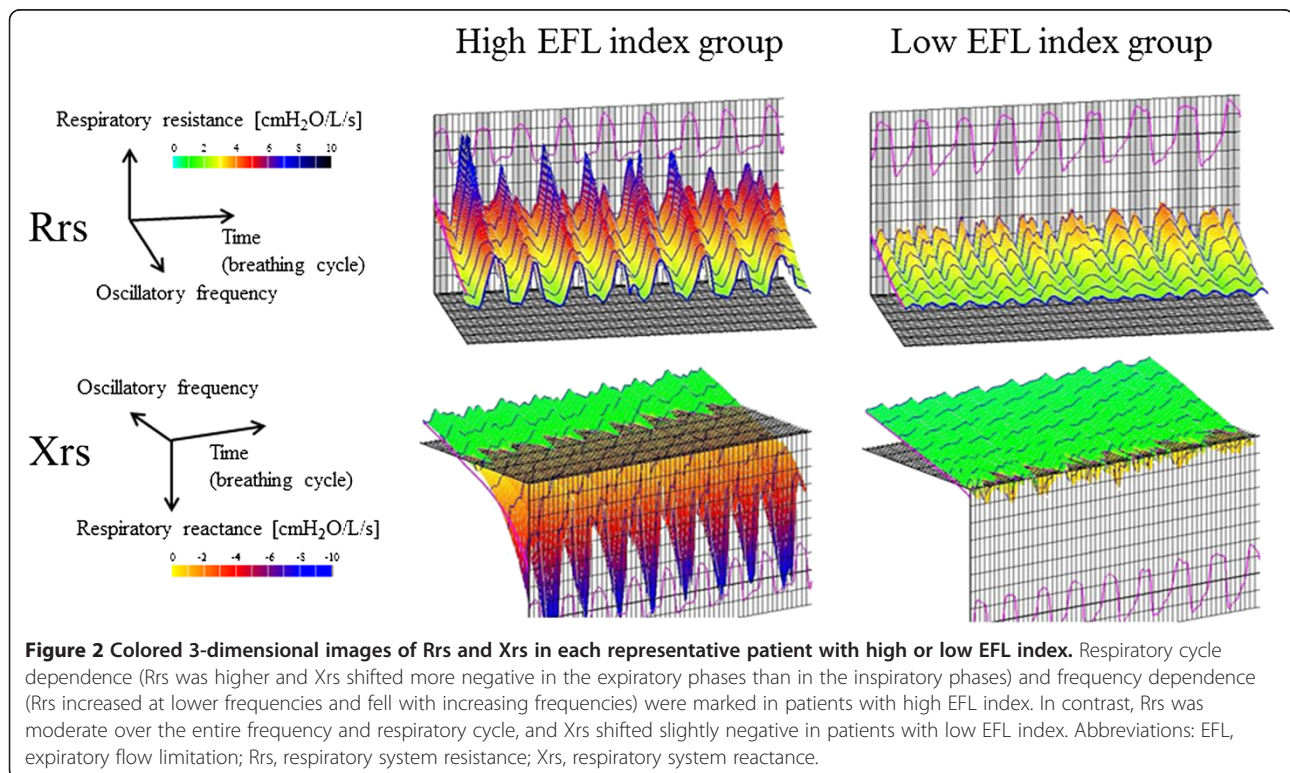 High EFL index group
Low EFL index group
Respiratory resistance [cmH₂O/L/s]
0 2 4 6 8 10
Rrs
Time
(breathing cycle)
Oscillatory frequency
Oscillatory frequency
Xrs
Time
(breathing cycle)
Respiratory reactance [cmH₂O/L/s]
0 -2 -4 -6 -8 -10
Figure 2 Colored 3-dimensional images of Rrs and Xrs in each representative patient with high or low EFL index. Respiratory cycle
dependence (Rrs was higher and Xrs shifted more negative in the expiratory phases than in the inspiratory phases) and frequency dependence
(Rrs increased at lower frequencies and fell with increasing frequencies) were marked in patients with high EFL index. In contrast, Rrs was
moderate over the entire frequency and respiratory cycle, and Xrs shifted slightly negative in patients with low EFL index. Abbreviations: EFL,
expiratory flow limitation; Rrs, respiratory system resistance; Xrs, respiratory system reactance.